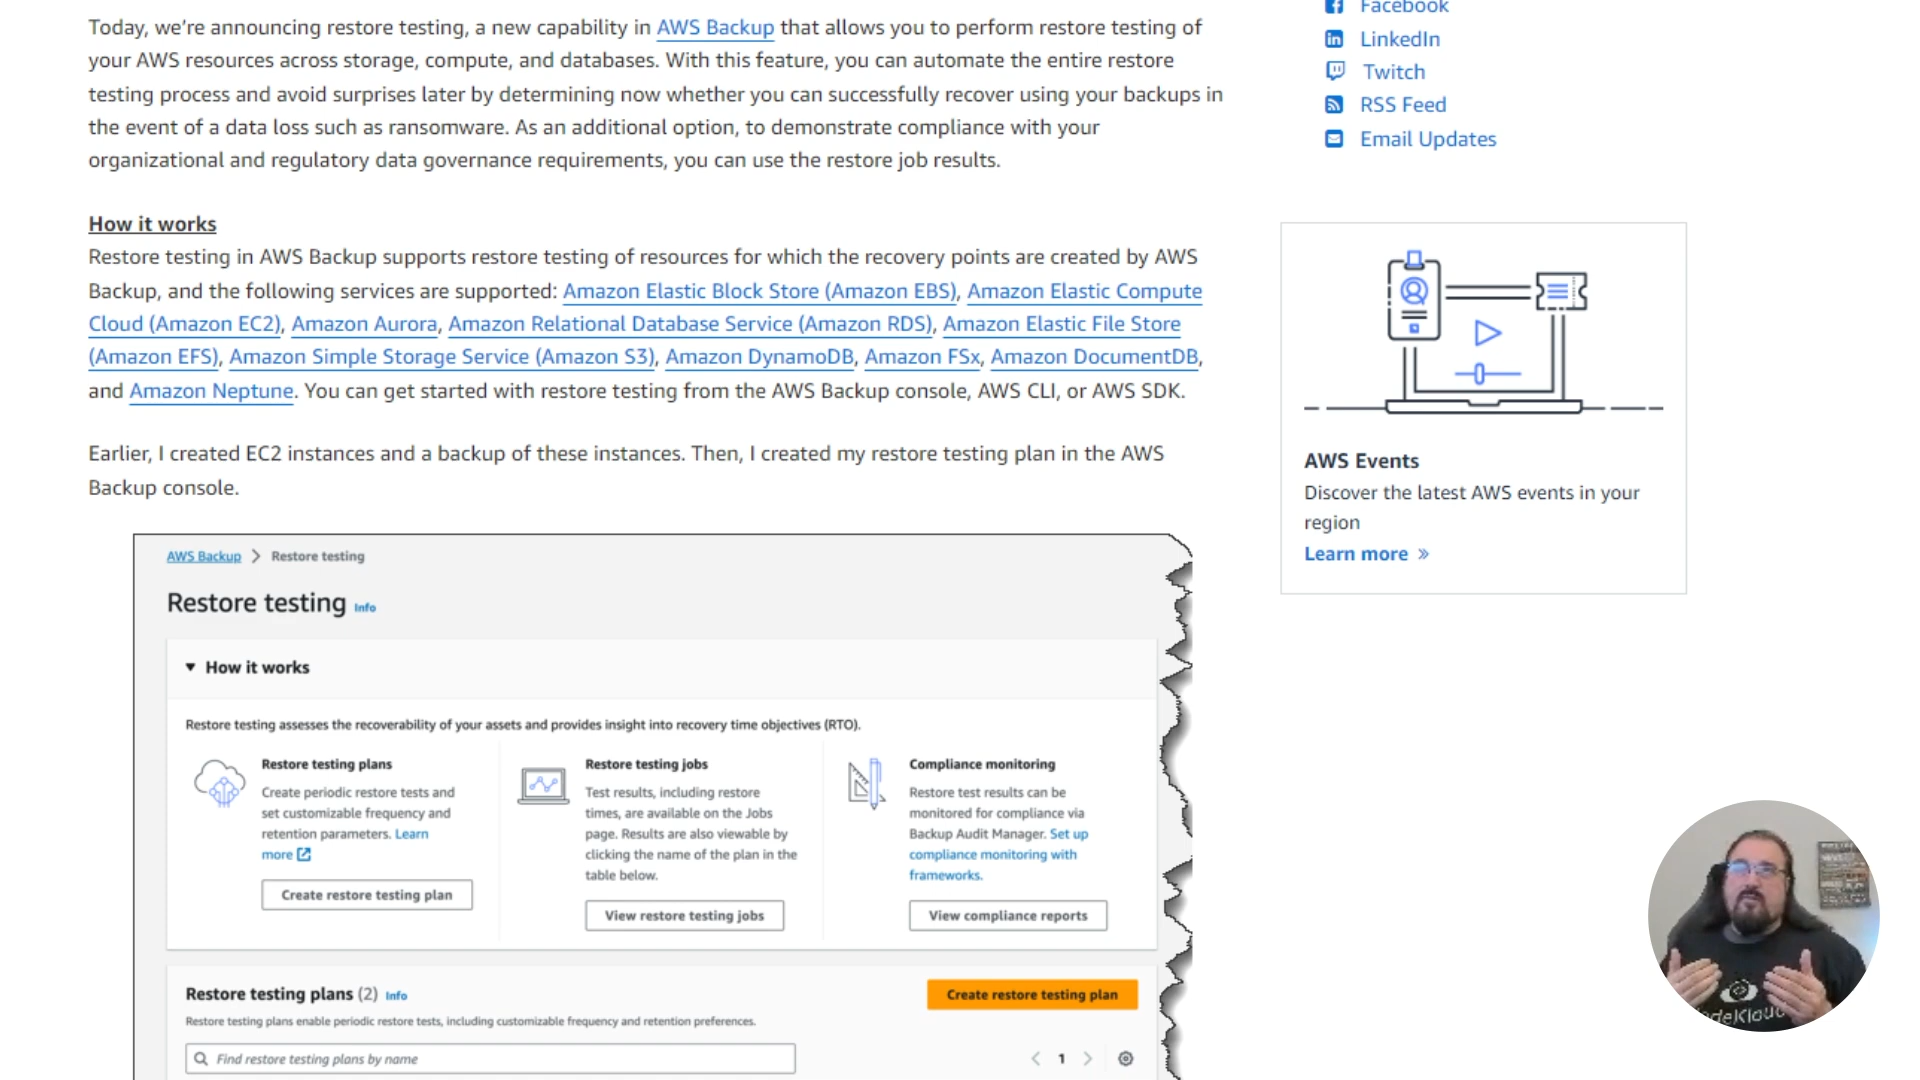 Today, we’re announcing restore testing, a new capability in AWS Backup that allows you to perform restore testing of
your AWS resources across storage, compute, and databases. With this feature, you can automate the entire restore
testing process and avoid surprises later by determining now whether you can successfully recover using your backups in
the event of a data loss such as ransomware. As an additional option, to demonstrate compliance with your
organizational and regulatory data governance requirements, you can use the restore job results.
How it works
Restore testing in AWS Backup supports restore testing of resources for which the recovery points are created by AWS
Backup, and the following services are supported: Amazon Elastic Block Store (Amazon EBS), Amazon Elastic Compute
Cloud (Amazon EC2), Amazon Aurora, Amazon Relational Database Service (Amazon RDS), Amazon Elastic File Store
(Amazon EFS), Amazon Simple Storage Service (Amazon S3), Amazon DynamoDB, Amazon FSx, Amazon DocumentDB,
and Amazon Neptune. You can get started with restore testing from the AWS Backup console, AWS CLI, or AWS SDK.
Earlier, I created EC2 instances and a backup of these instances. Then, I created my restore testing plan in the AWS
Backup console.
AWS Backup > Restore testing
Restore testing Info
How it works
Restore testing assesses the recoverability of your assets and provides insight into recovery time objectives (RTO).
Restore testing plans
Create periodic restore tests and
set customizable frequency and
retention parameters. Learn
more
Create restore testing plan
Restore testing jobs
Test results, including restore
times, are available on the Jobs
page. Results are also viewable by
clicking the name of the plan in the
table below.
View restore testing jobs
Compliance monitoring
Restore test results can be
monitored for compliance via
Backup Audit Manager. Set up
compliance monitoring with
frameworks.
View compliance reports
Restore testing plans (2) Info
Create restore testing plan
Restore testing plans enable periodic restore tests, including customizable frequency and retention preferences.
Find restore testing plans by name
< 1 >
Facebook
LinkedIn
Twitch
RSS Feed
Email Updates
AWS Events
Discover the latest AWS events in your
region
Learn more »